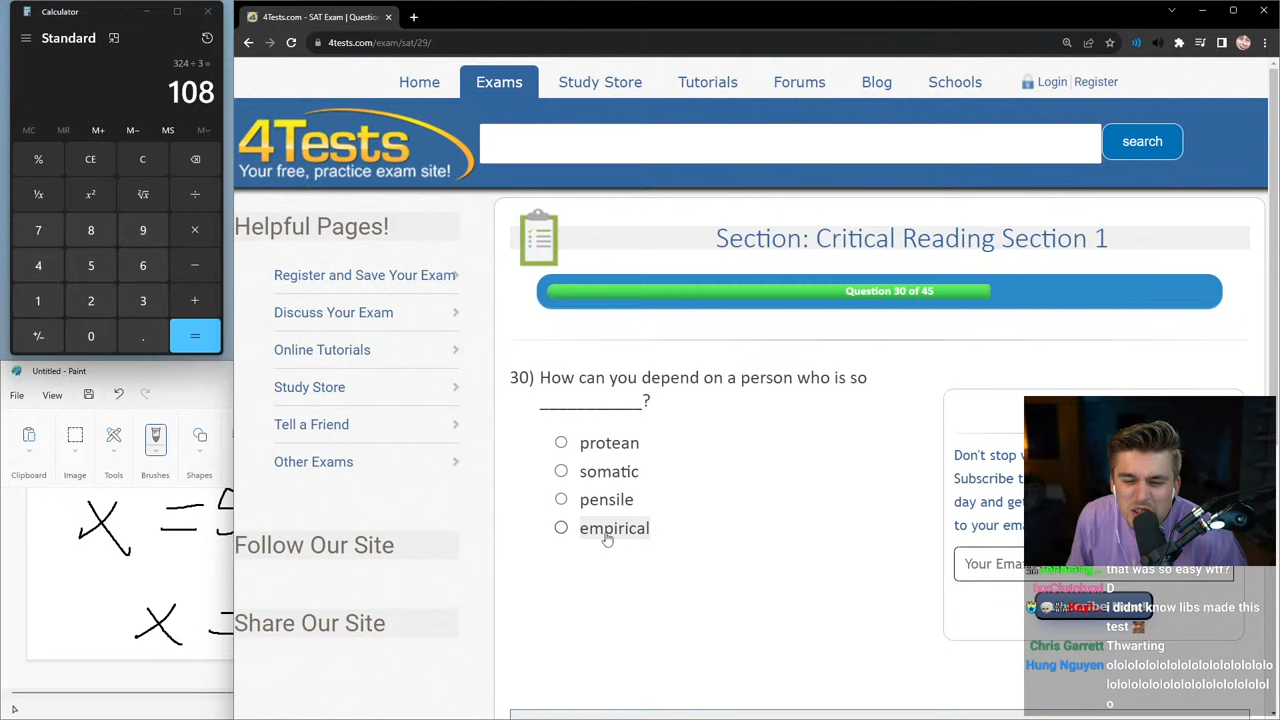 Calculator
Standard
324 ÷ 3 =
108
MC MR M+ M− MS M˅
% CE C
⅟x x² ²√x ÷
7 8 9 ×
4 5 6 −
1 2 3 +
+/− 0 . =
Untitled - Paint
File View
Clipboard Image Tools Brushes Shapes
x = 5
x =
4Tests.com - SAT Exam | Question
4tests.com/exam/sat/29/
Home Exams Study Store Tutorials Forums Blog Schools Login | Register
4Tests
Your free, practice exam site!
search
Helpful Pages!
Register and Save Your Exam
Discuss Your Exam
Online Tutorials
Study Store
Tell a Friend
Other Exams
Follow Our Site
Share Our Site
Section: Critical Reading Section 1
Question 30 of 45
30) How can you depend on a person who is so
___________?
protean
somatic
pensile
empirical
Don't stop
Subscribe t
day and get
to your ema
Your Ema
that was so easy wtf?
D
i didnt know libs made this
test
Chris Garrett Thwarting
Hung Nguyen ololololololololololololololol
olololololololololololololololol
o